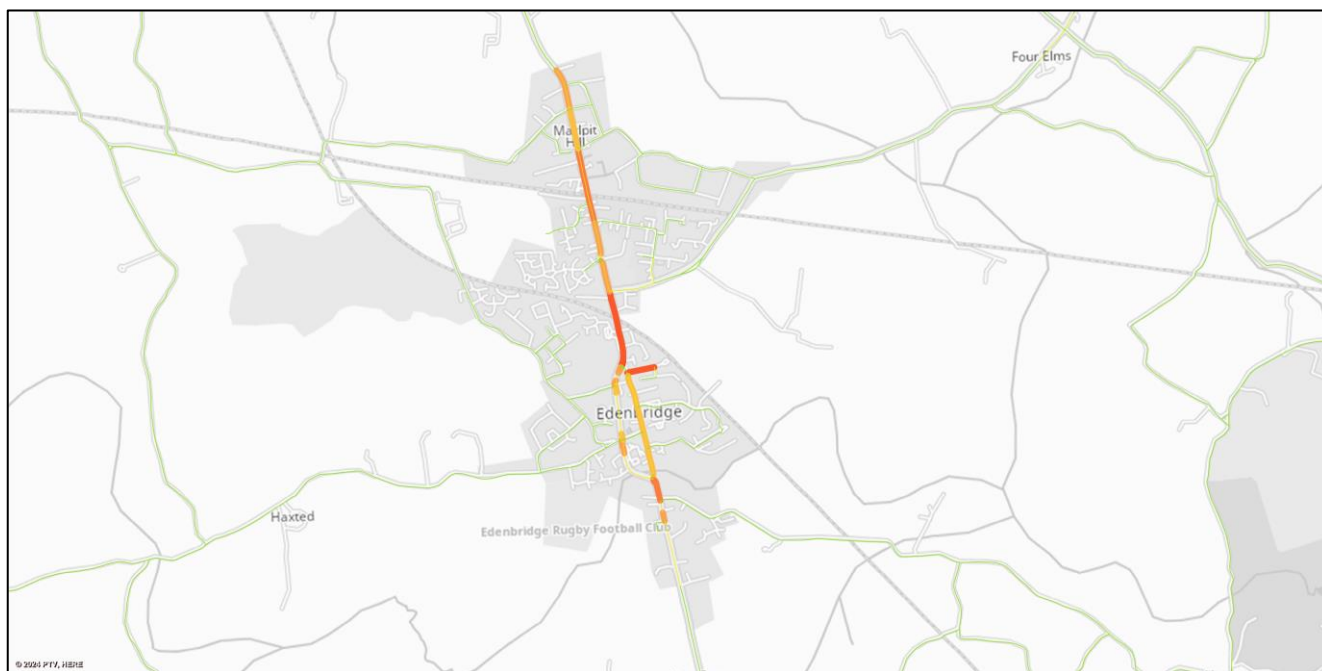 Four Elms
Marlpit
Hill
Edenbridge
Haxted
Edenbridge Rugby Football Club
© 2024 PTV, HERE